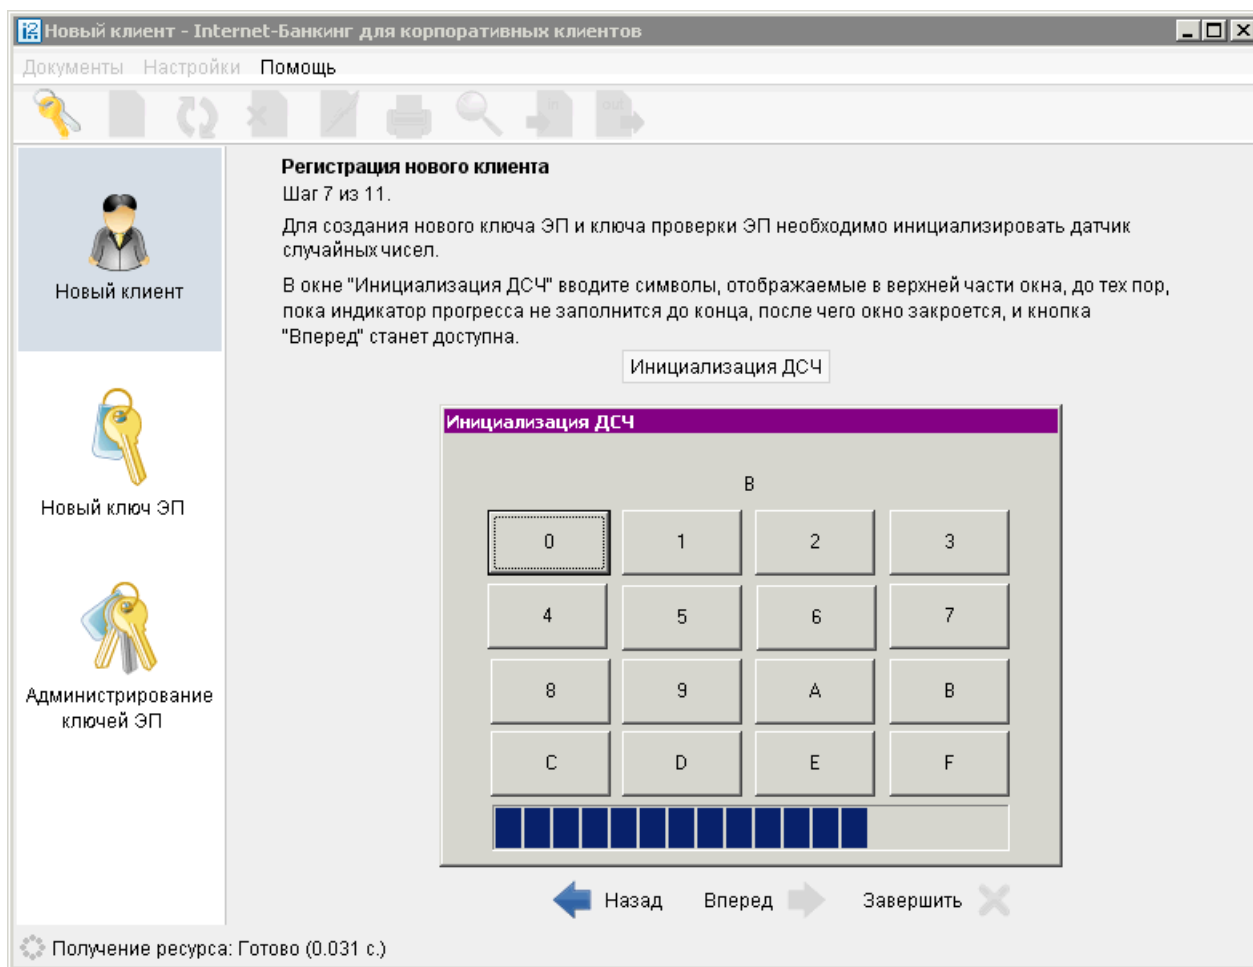 Новый клиент - Internet-Банкинг для корпоративных клиентов
Документы Настройки Помощь
in out
Регистрация нового клиента
Шаг 7 из 11.
Для создания нового ключа ЭП и ключа проверки ЭП необходимо инициализировать датчик
случайных чисел.
В окне "Инициализация ДСЧ" вводите символы, отображаемые в верхней части окна, до тех пор,
пока индикатор прогресса не заполнится до конца, после чего окно закроется, и кнопка
"Вперед" станет доступна.
Новый клиент
Новый ключ ЭП
Администрирование
ключей ЭП
Инициализация ДСЧ
Инициализация ДСЧ
B
0 1 2 3
4 5 6 7
8 9 A B
C D E F
Назад Вперед Завершить
Получение ресурса: Готово (0.031 с.)